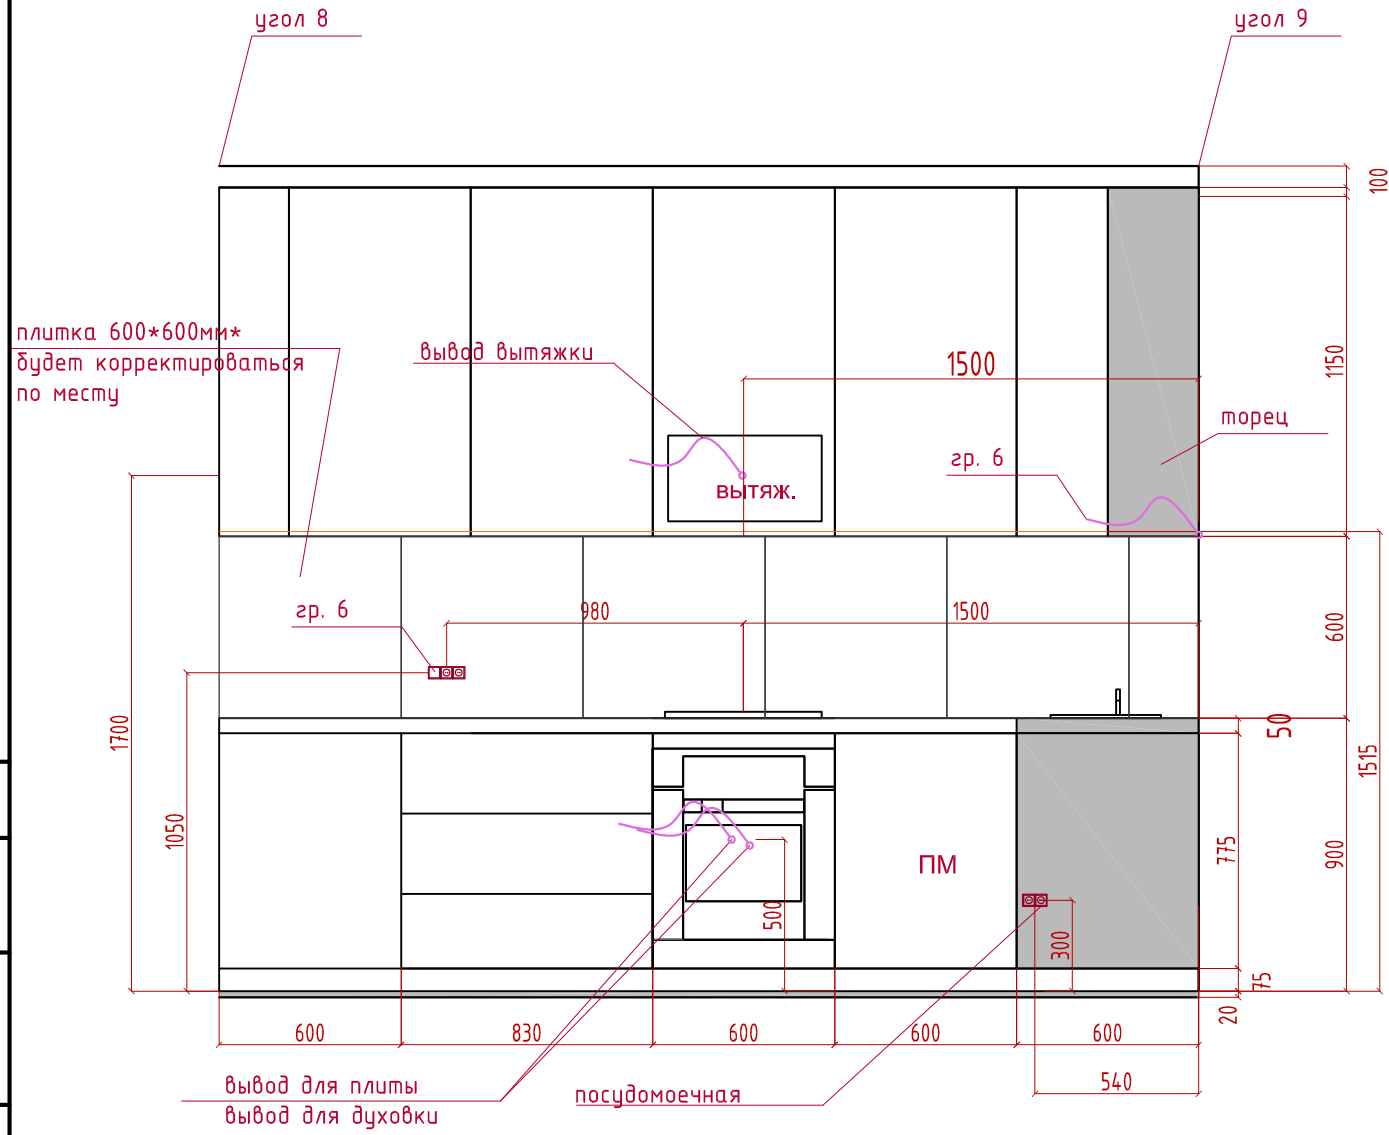 угол 8
угол 9
100
плитка 600*600мм*
будет корректироваться
по месту
вывод вытяжки
1500
1150
торец
гр. 6
вытяж.
гр. 6
980
1500
600
1700
50
1515
1050
775
900
ПМ
500
300
75
20
600
830
600
600
600
540
вывод для плиты
вывод для духовки
посудомоечная